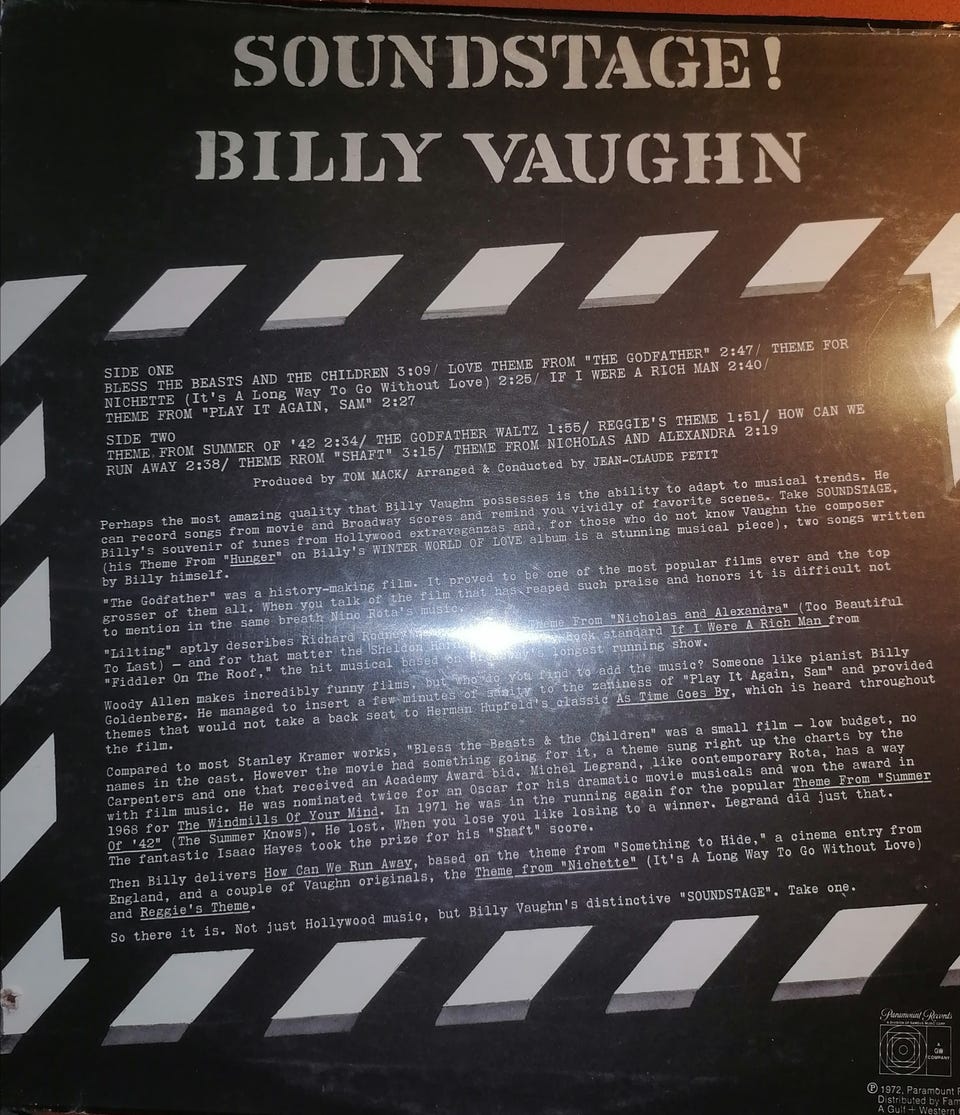 SOUNDSTAGE!
BILLY VAUGHN
SIDE ONE
BLESS THE BEASTS AND THE CHILDREN 3:09/ LOVE THEME FROM "THE GODFATHER" 2:47/ THEME FOR
NICHETTE (It's A Long Way To Go Without Love) 2:25/ IF I WERE A RICH MAN 2:40/
THEME FROM "PLAY IT AGAIN, SAM" 2:27
SIDE TWO
THEME FROM SUMMER OF '42 2:34/ THE GODFATHER WALTZ 1:55/ REGGIE'S THEME 1:51/ HOW CAN WE
RUN AWAY 2:38/ THEME RROM "SHAFT" 3:15/ THEME FROM NICHOLAS AND ALEXANDRA 2:19
Produced by TOM MACK/ Arranged & Conducted by JEAN-CLAUDE PETIT
Perhaps the most amazing quality that Billy Vaughn possesses is the ability to adapt to musical trends. He
can record songs from movie and Broadway scores and remind you vividly of favorite scenes. Take SOUNDSTAGE,
Billy's souvenir of tunes from Hollywood extravaganzas and, for those who do not know Vaughn the composer
(his Theme From "Hunger" on Billy's WINTER WORLD OF LOVE album is a stunning musical piece), two songs written
by Billy himself.
"The Godfather" was a history-making film. It proved to be one of the most popular films ever and the top
grosser of them all. When you talk of the film that has reaped such praise and honors it is difficult not
to mention in the same breath Nino Rota's music.
"Lilting" aptly describes Richard Rodney Theme From "Nicholas and Alexandra" (Too Beautiful
To Last) — and for that matter the Sheldon Bock standard If I Were A Rich Man from
"Fiddler On The Roof," the hit musical based on longest running show.
Woody Allen makes incredibly funny films, but who do you find to add the music? Someone like pianist Billy
Goldenberg. He managed to insert a few minutes of sanity to the zaniness of "Play It Again, Sam" and provided
themes that would not take a back seat to Herman Hupfeld's classic As Time Goes By, which is heard throughout
the film.
Compared to most Stanley Kramer works, "Bless the Beasts & the Children" was a small film — low budget, no
names in the cast. However the movie had something going for it, a theme sung right up the charts by the
Carpenters and one that received an Academy Award bid. Michel Legrand, like contemporary Rota, has a way
with film music. He was nominated twice for an Oscar for his dramatic movie musicals and won the award in
1968 for The Windmills Of Your Mind. In 1971 he was in the running again for the popular Theme From "Summer
Of '42" (The Summer Knows). He lost. When you lose you like losing to a winner. Legrand did just that.
The fantastic Isaac Hayes took the prize for his "Shaft" score.
Then Billy delivers How Can We Run Away, based on the theme from "Something to Hide," a cinema entry from
England, and a couple of Vaughn originals, the Theme from "Nichette" (It's A Long Way To Go Without Love)
and Reggie's Theme.
So there it is. Not just Hollywood music, but Billy Vaughn's distinctive "SOUNDSTAGE". Take one.
Paramount Records
A DIVISION OF FAMOUS MUSIC CORP
A
G+W
COMPANY
℗ 1972, Paramount
Distributed by
A Gulf + Western